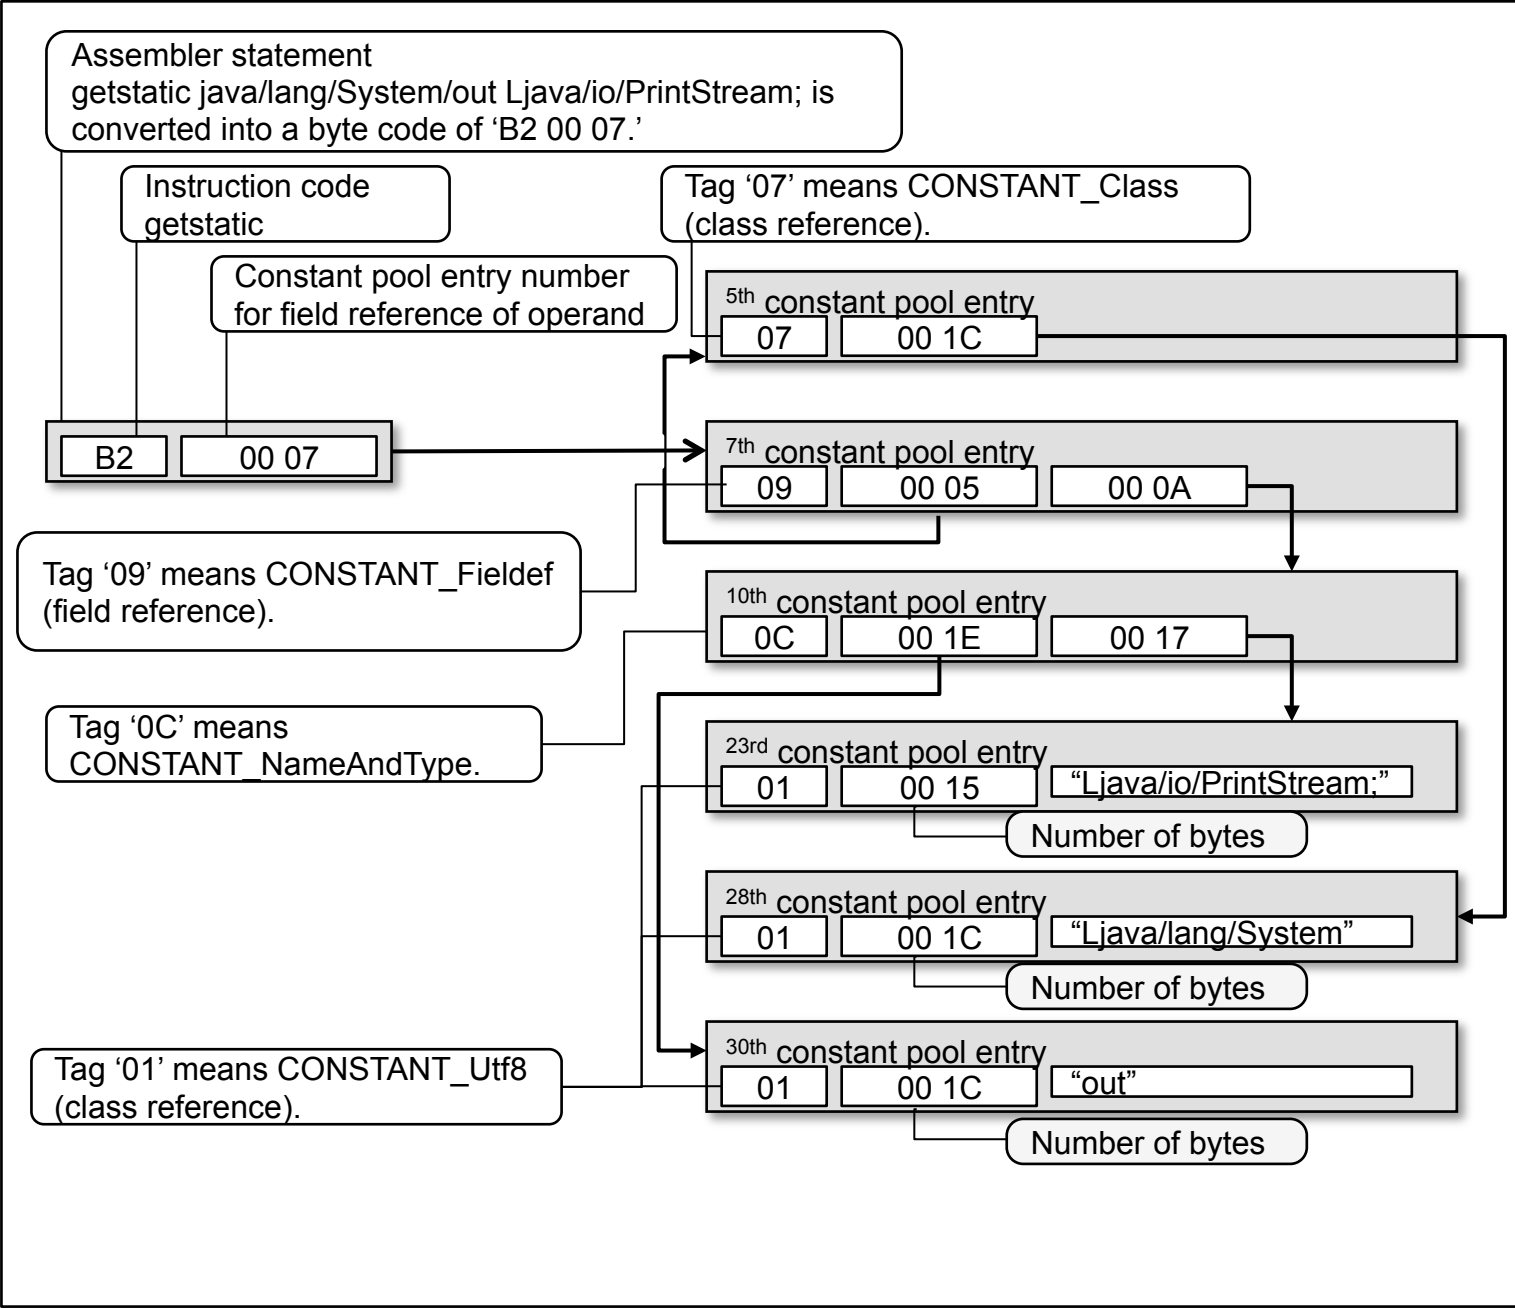 Assembler statement
getstatic java/lang/System/out Ljava/io/PrintStream; is
converted into a byte code of ‘B2 00 07.’
Instruction code
getstatic
Tag ‘07’ means CONSTANT_Class
(class reference).
Constant pool entry number
for field reference of operand
5th constant pool entry
07 00 1C
B2 00 07
7th constant pool entry
09 00 05 00 0A
Tag ‘09’ means CONSTANT_Fieldef
(field reference).
10th constant pool entry
0C 00 1E 00 17
Tag ‘0C’ means
CONSTANT_NameAndType.
23rd constant pool entry
01 00 15 “Ljava/io/PrintStream;”
Number of bytes
28th constant pool entry
01 00 1C “Ljava/lang/System”
Number of bytes
30th constant pool entry
01 00 1C “out”
Tag ‘01’ means CONSTANT_Utf8
(class reference).
Number of bytes